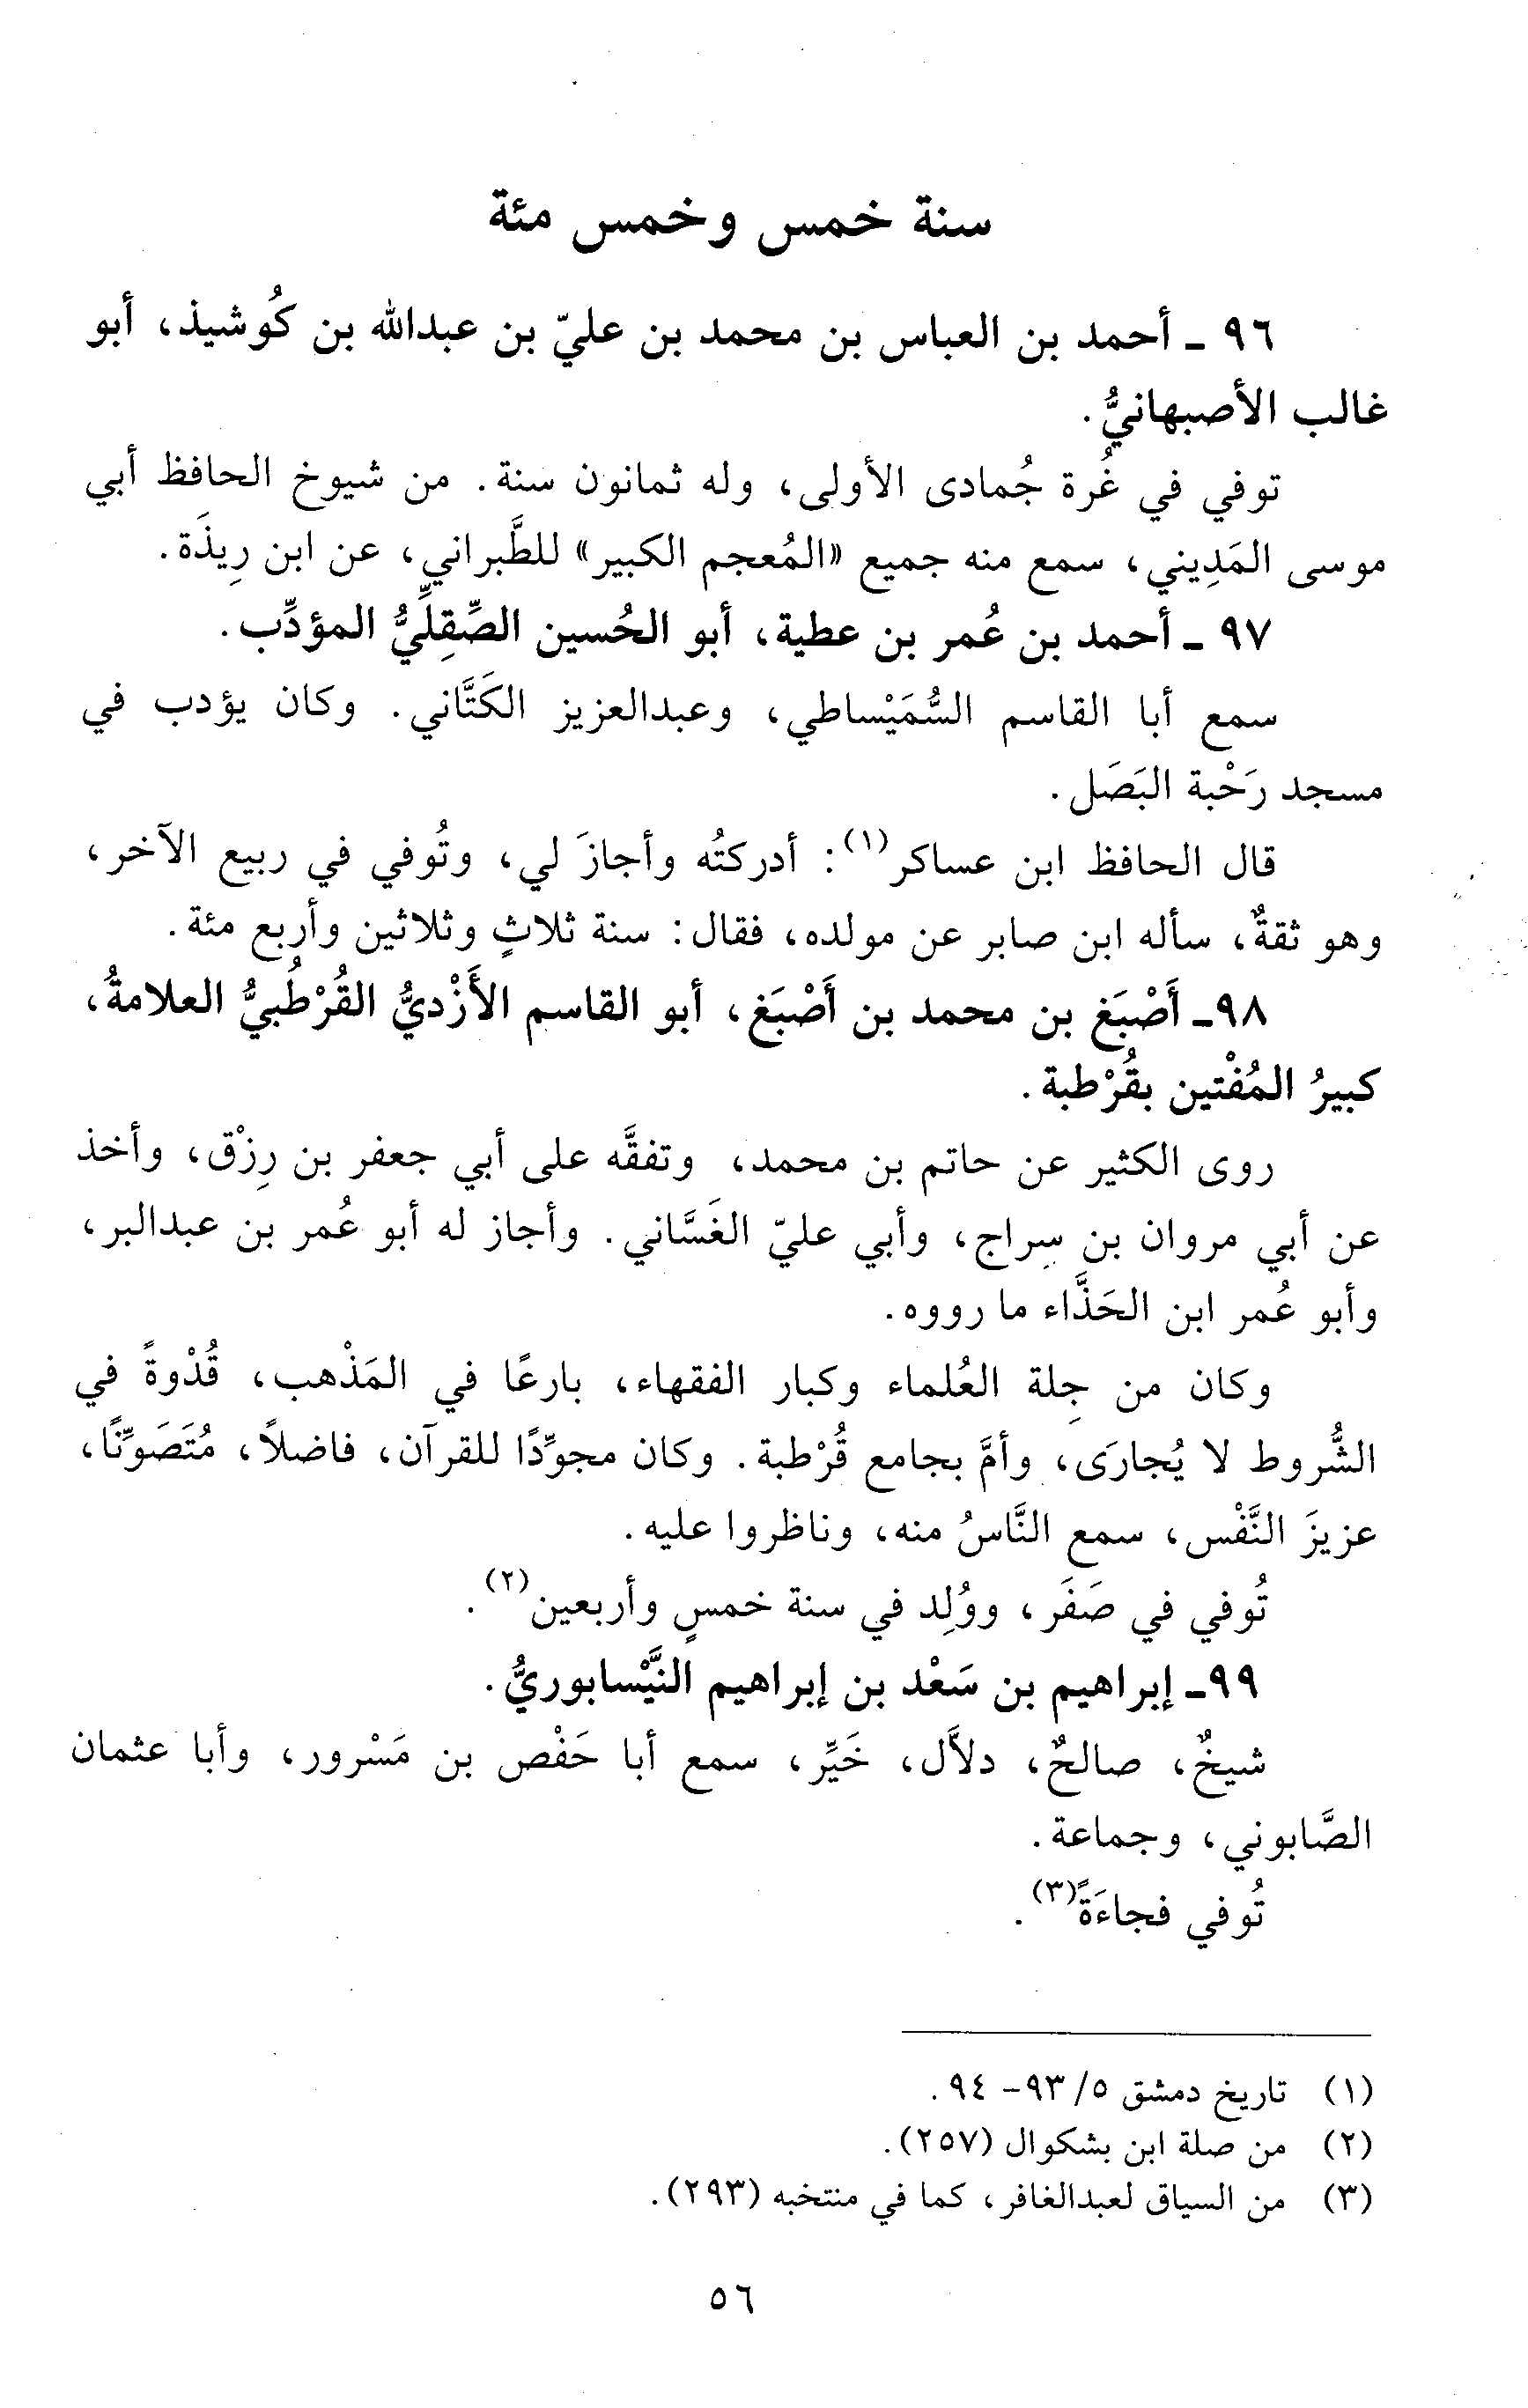 سنة خمس وخمس مئة
٩٦ ـ أحمد بن العباس بن محمد بن عليّ بن عبدالله بن كُوشيذ، أبو
غالب الأصبهانيُّ.
توفي في غُرة جُمادى الأولى، وله ثمانون سنة. من شيوخ الحافظ أبي
موسى المَدِيني، سمع منه جميع «المُعجم الكبير» للطَّبراني، عن ابن رِيذَة.
٩٧ ـ أحمد بن عُمر بن عطية، أبو الحُسين الصِّقِلِّيُّ المؤدِّب.
سمع أبا القاسم السُّمَيْساطي، وعبدالعزيز الكَتَّاني. وكان يؤدب في
مسجد رَحْبة البَصَل.
قال الحافظ ابن عساكر(١): أدركتُه وأجازَ لي، وتُوفي في ربيع الآخر،
وهو ثقةٌ، سأله ابن صابر عن مولده، فقال: سنة ثلاثٍ وثلاثين وأربع مئة.
٩٨ـ أَصْبَغ بن محمد بن أَصْبَغ، أبو القاسم الأَزْديُّ القُرْطُبيُّ العلامةُ،
كبيرُ المُفْتين بقُرْطبة.
روى الكثير عن حاتم بن محمد، وتفقَّه على أبي جعفر بن رِزْق، وأخذ
عن أبي مروان بن سِراج، وأبي عليّ الغَسَّاني. وأجاز له أبو عُمر بن عبدالبر،
وأبو عُمر ابن الحَذَّاء ما رووه.
وكان من جِلة العُلماء وكبار الفقهاء، بارعًا في المَذْهب، قُدْوةً في
الشُّروط لا يُجارَى، وأمَّ بجامع قُرْطبة. وكان مجوِّدًا للقرآن، فاضلاً، مُتَصَوِّنًا،
عزيزَ النَّفْس، سمع النَّاسُ منه، وناظروا عليه.
تُوفي في صَفَر، ووُلِد في سنة خمسٍ وأربعين(٢).
٩٩ـ إبراهيم بن سَعْد بن إبراهيم النَّيْسابوريُّ.
شيخٌ، صالحٌ، دلاَّل، خَيِّر، سمع أبا حَفْص بن مَسْرور، وأبا عثمان
الصَّابوني، وجماعة.
تُوفي فجاءَةً(٣).
(١) تاريخ دمشق ٥/ ٩٣- ٩٤.
(٢) من صلة ابن بشكوال (٢٥٧).
(٣) من السياق لعبدالغافر، كما في منتخبه (٢٩٣).
٥٦